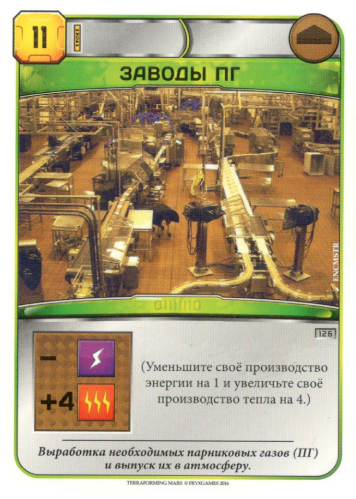 11
ЗАВОДЫ ПГ
ENCMSTR
126
−
+4
(Уменьшите своё производство
энергии на 1 и увеличьте своё
производство тепла на 4.)
Выработка необходимых парниковых газов (ПГ)
и выпуск их в атмосферу.
TERRAFORMING MARS. © FRYXGAMES 2016